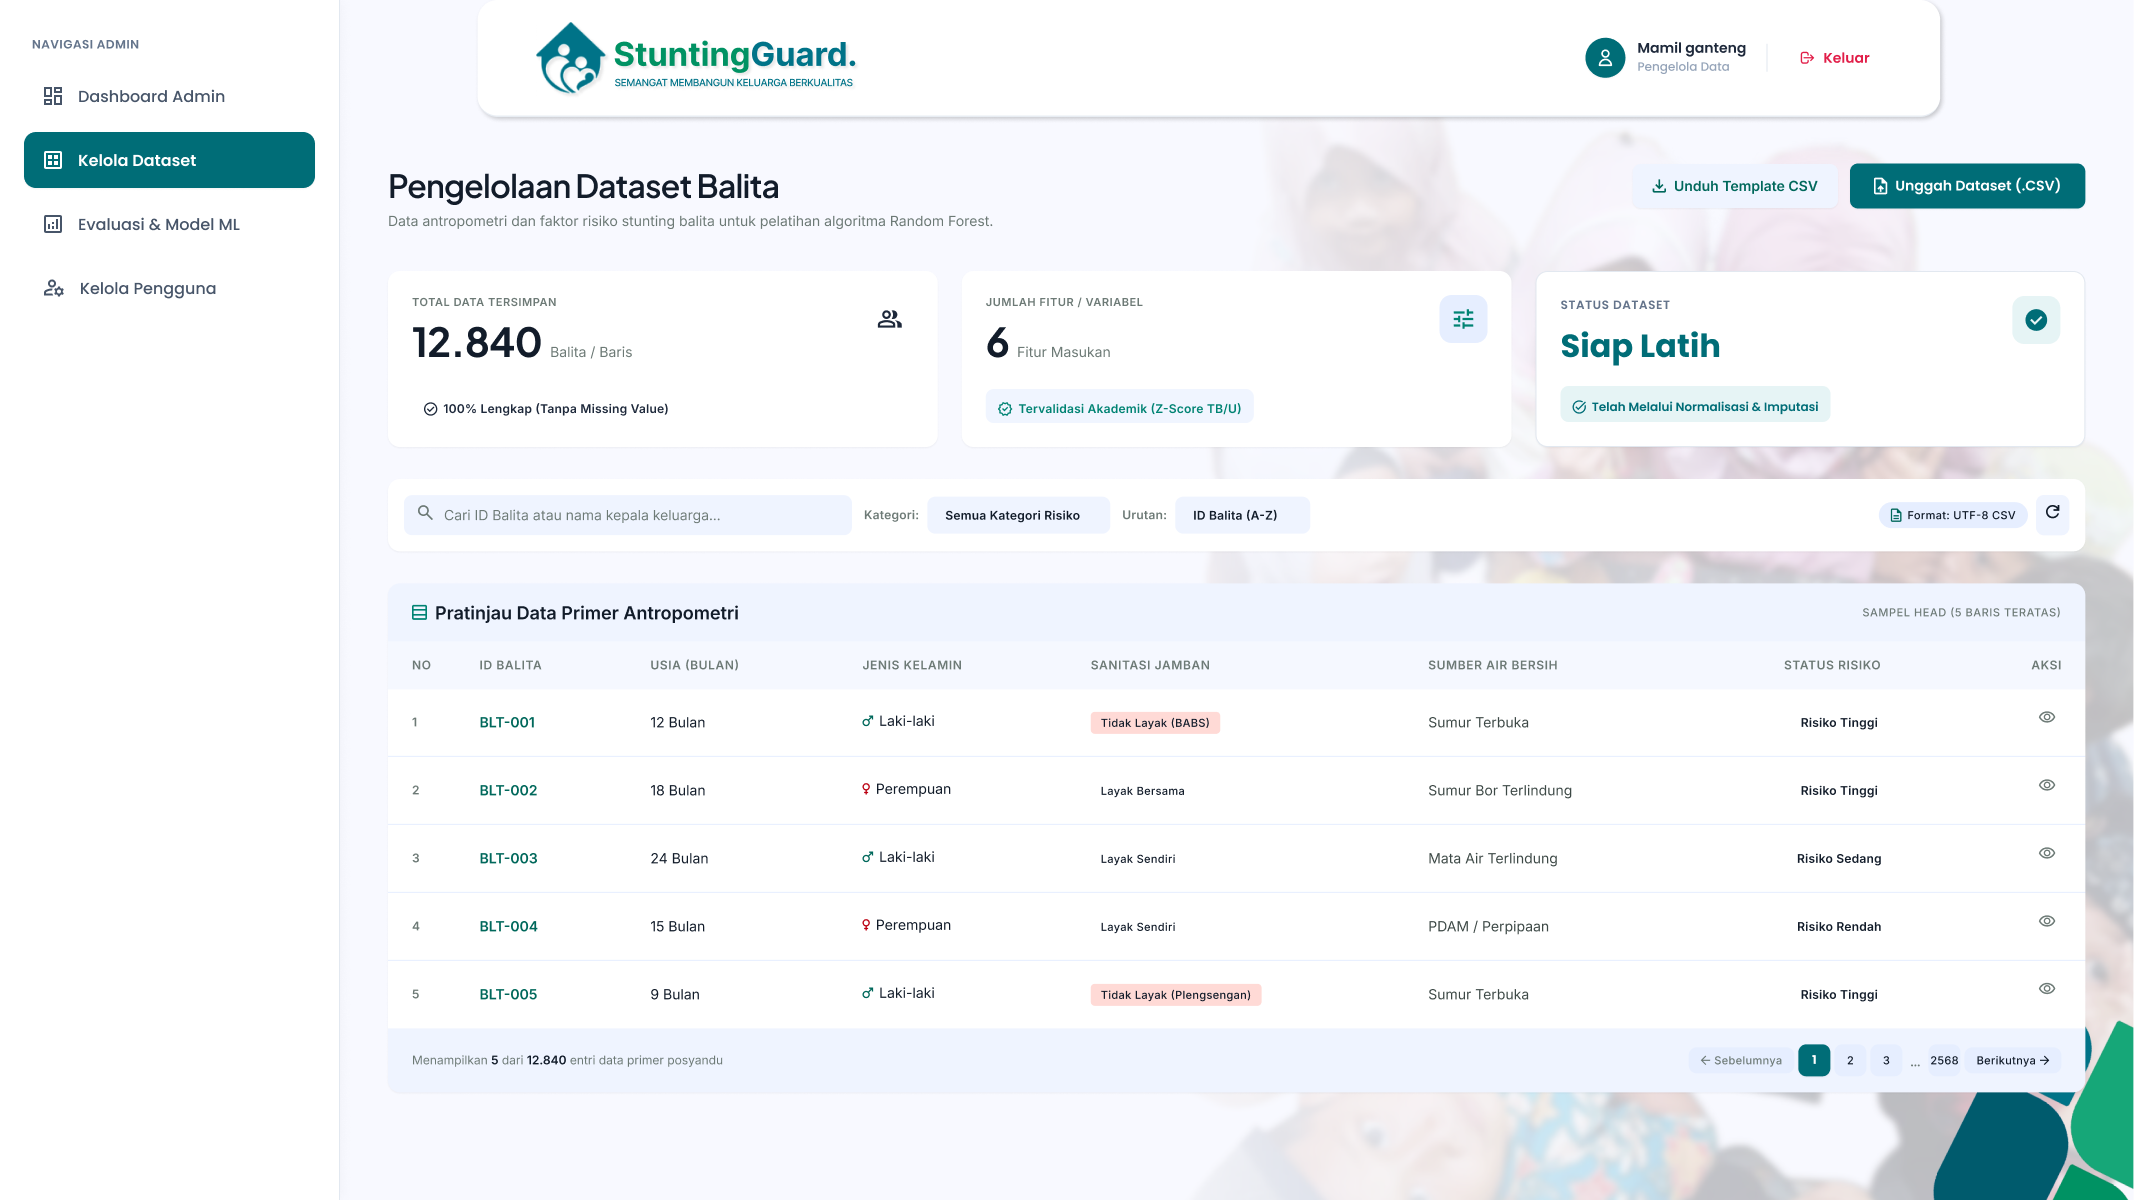 NAVIGASI ADMIN
Dashboard Admin
Kelola Dataset
Evaluasi & Model ML
Kelola Pengguna
StuntingGuard.
SEMANGAT MEMBANGUN KELUARGA BERKUALITAS
Mamil ganteng
Pengelola Data
Keluar
Pengelolaan Dataset Balita
Data antropometri dan faktor risiko stunting balita untuk pelatihan algoritma Random Forest.
Unduh Template CSV
Unggah Dataset (.CSV)
TOTAL DATA TERSIMPAN
12.840 Balita / Baris
100% Lengkap (Tanpa Missing Value)
JUMLAH FITUR / VARIABEL
6 Fitur Masukan
Tervalidasi Akademik (Z-Score TB/U)
STATUS DATASET
Siap Latih
Telah Melalui Normalisasi & Imputasi
Cari ID Balita atau nama kepala keluarga...
Kategori: Semua Kategori Risiko
Urutan: ID Balita (A-Z)
Format: UTF-8 CSV
Pratinjau Data Primer Antropometri
SAMPEL HEAD (5 BARIS TERATAS)
NO ID BALITA USIA (BULAN) JENIS KELAMIN SANITASI JAMBAN SUMBER AIR BERSIH STATUS RISIKO AKSI
1 BLT-001 12 Bulan ♂ Laki-laki Tidak Layak (BABS) Sumur Terbuka Risiko Tinggi
2 BLT-002 18 Bulan ♀ Perempuan Layak Bersama Sumur Bor Terlindung Risiko Tinggi
3 BLT-003 24 Bulan ♂ Laki-laki Layak Sendiri Mata Air Terlindung Risiko Sedang
4 BLT-004 15 Bulan ♀ Perempuan Layak Sendiri PDAM / Perpipaan Risiko Rendah
5 BLT-005 9 Bulan ♂ Laki-laki Tidak Layak (Plengsengan) Sumur Terbuka Risiko Tinggi
Menampilkan 5 dari 12.840 entri data primer posyandu
← Sebelumnya 1 2 3 ... 2568 Berikutnya →